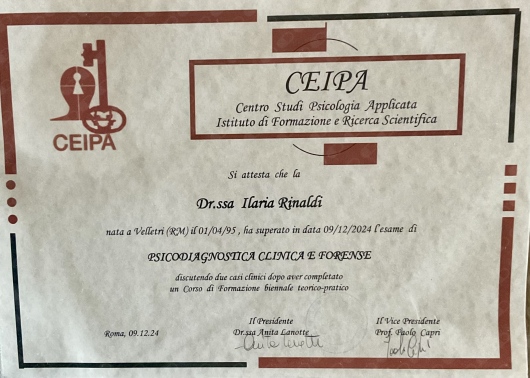 CEIPA
CEIPA
Centro Studi Psicologia Applicata
Istituto di Formazione e Ricerca Scientifica
Si attesta che la
Dr.ssa Ilaria Rinaldi
nata a Velletri (RM) il 01/04/95 , ha superato in data 09/12/2024 l'esame di
PSICODIAGNOSTICA CLINICA E FORENSE
discutendo due casi clinici dopo aver completato
un Corso di Formazione biennale teorico-pratico
Il Presidente
Il Vice Presidente
Roma, 09.12.24
Dr.ssa Anita Lanotte
Prof. Paolo Capri
Anita Lanotte